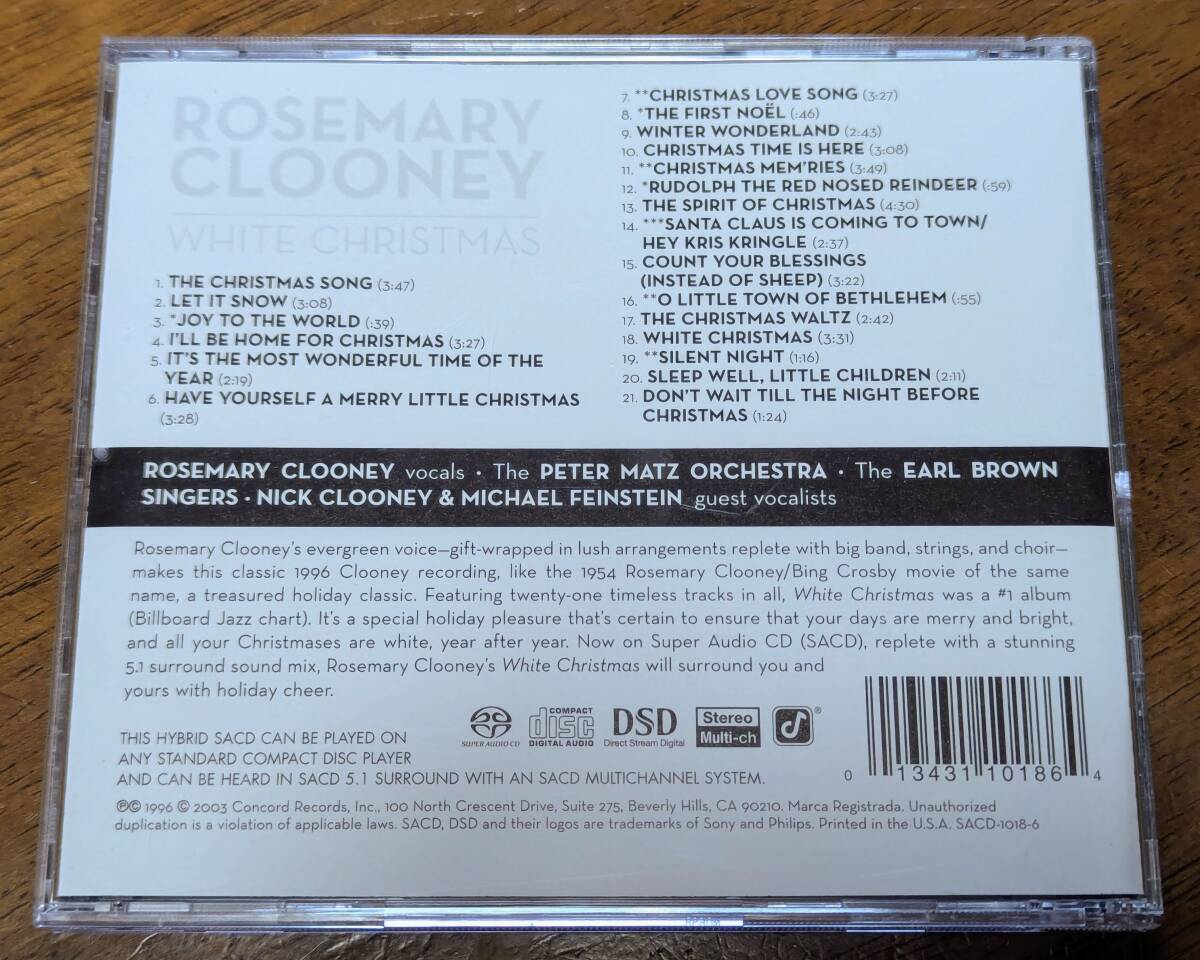 ROSEMARY
CLOONEY
WHITE CHRISTMAS
1. THE CHRISTMAS SONG (3:47)
2. LET IT SNOW (3:08)
3. *JOY TO THE WORLD (:39)
4. I'LL BE HOME FOR CHRISTMAS (3:27)
5. IT'S THE MOST WONDERFUL TIME OF THE
YEAR (2:19)
6. HAVE YOURSELF A MERRY LITTLE CHRISTMAS
(3:28)
7. **CHRISTMAS LOVE SONG (3:27)
8. *THE FIRST NOËL (:46)
9. WINTER WONDERLAND (2:43)
10. CHRISTMAS TIME IS HERE (3:08)
11. **CHRISTMAS MEM'RIES (3:49)
12. *RUDOLPH THE RED NOSED REINDEER (:59)
13. THE SPIRIT OF CHRISTMAS (4:30)
14. ***SANTA CLAUS IS COMING TO TOWN/
HEY KRIS KRINGLE (2:37)
15. COUNT YOUR BLESSINGS
(INSTEAD OF SHEEP) (3:22)
16. **O LITTLE TOWN OF BETHLEHEM (:55)
17. THE CHRISTMAS WALTZ (2:42)
18. WHITE CHRISTMAS (3:31)
19. **SILENT NIGHT (1:16)
20. SLEEP WELL, LITTLE CHILDREN (2:11)
21. DON'T WAIT TILL THE NIGHT BEFORE
CHRISTMAS (1:24)
ROSEMARY CLOONEY vocals · The PETER MATZ ORCHESTRA · The EARL BROWN
SINGERS · NICK CLOONEY & MICHAEL FEINSTEIN guest vocalists
Rosemary Clooney's evergreen voice—gift-wrapped in lush arrangements replete with big band, strings, and choir—
makes this classic 1996 Clooney recording, like the 1954 Rosemary Clooney/Bing Crosby movie of the same
name, a treasured holiday classic. Featuring twenty-one timeless tracks in all, White Christmas was a #1 album
(Billboard Jazz chart). It's a special holiday pleasure that's certain to ensure that your days are merry and bright,
and all your Christmases are white, year after year. Now on Super Audio CD (SACD), replete with a stunning
5.1 surround sound mix, Rosemary Clooney's White Christmas will surround you and
yours with holiday cheer.
THIS HYBRID SACD CAN BE PLAYED ON
ANY STANDARD COMPACT DISC PLAYER
AND CAN BE HEARD IN SACD 5.1 SURROUND WITH AN SACD MULTICHANNEL SYSTEM.
SUPER AUDIO CD
COMPACT
disc
DIGITAL AUDIO
DSD
Direct Stream Digital
Stereo
Multi-ch
®
0 13431 10186 4
℗© 1996 © 2003 Concord Records, Inc., 100 North Crescent Drive, Suite 275, Beverly Hills, CA 90210. Marca Registrada. Unauthorized
duplication is a violation of applicable laws. SACD, DSD and their logos are trademarks of Sony and Philips. Printed in the U.S.A. SACD-1018-6